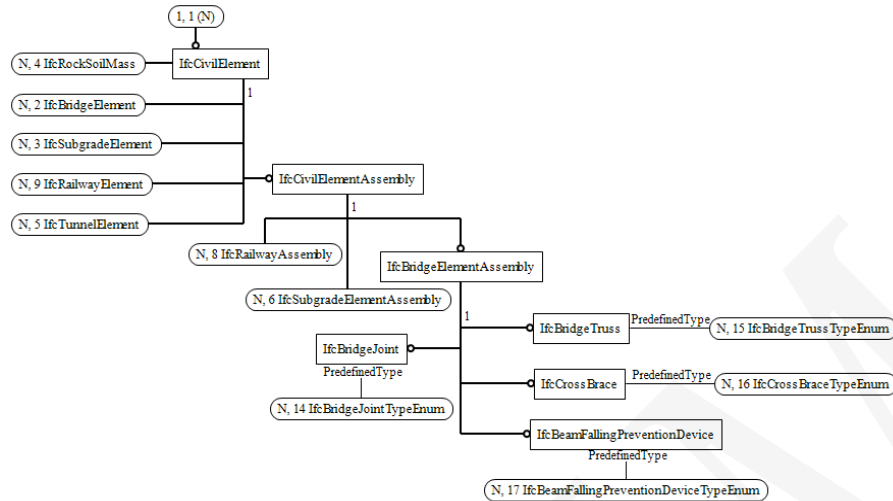 1, 1 (N)
N, 4 IfcRockSoilMass
IfcCivilElement
1
N, 2 IfcBridgeElement
N, 3 IfcSubgradeElement
N, 9 IfcRailwayElement
IfcCivilElementAssembly
N, 5 IfcTunnelElement
1
N, 8 IfcRailwayAssembly
IfcBridgeElementAssembly
N, 6 IfcSubgradeElementAssembly
1
IfcBridgeTruss
PredefinedType
N, 15 IfcBridgeTrussTypeEnum
IfcBridgeJoint
PredefinedType
N, 14 IfcBridgeJointTypeEnum
IfcCrossBrace
PredefinedType
N, 16 IfcCrossBraceTypeEnum
IfcBeamFallingPreventionDevice
PredefinedType
N, 17 IfcBeamFallingPreventionDeviceTypeEnum